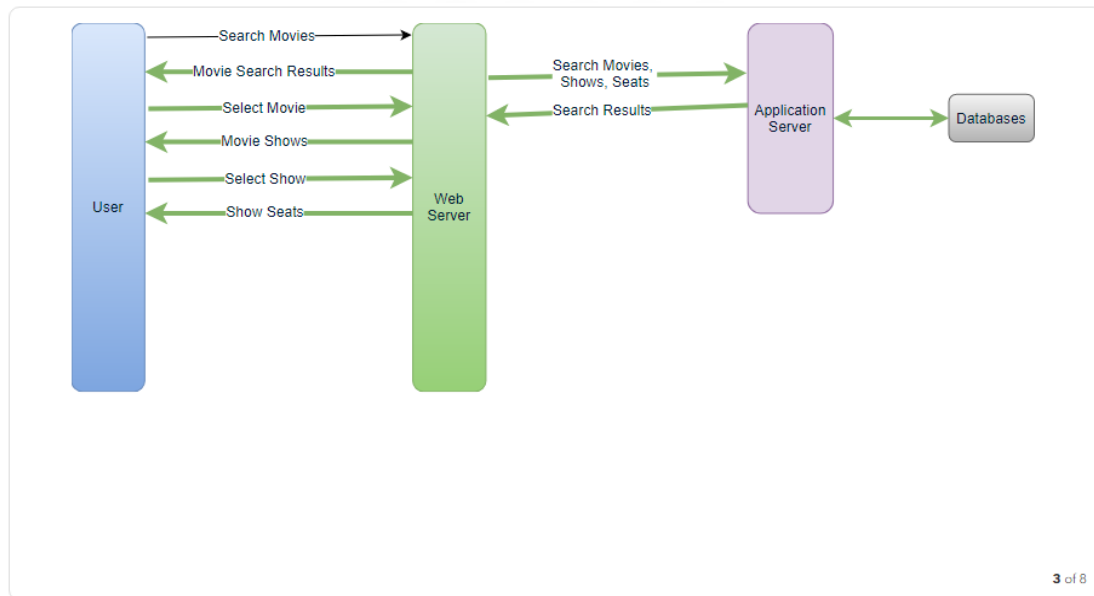 Search Movies
Movie Search Results
Select Movie
Movie Shows
Select Show
Show Seats
User
Web
Server
Search Movies,
Shows, Seats
Search Results
Application
Server
Databases
3 of 8